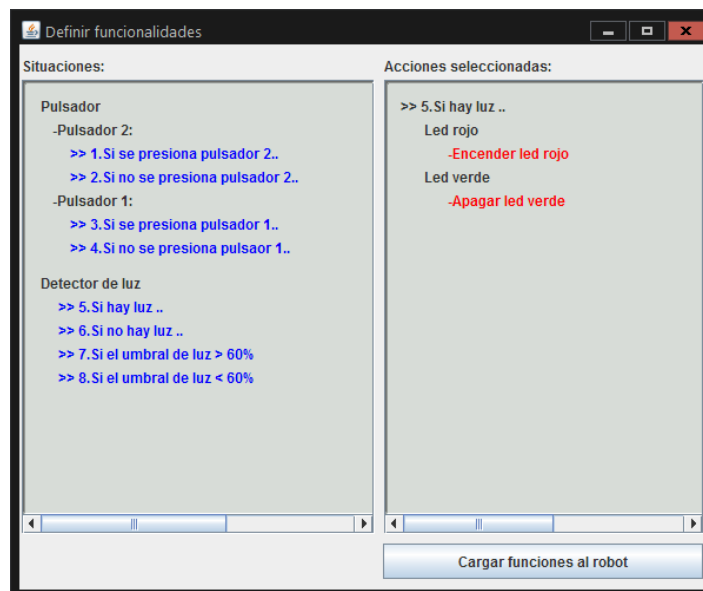 Definir funcionalidades
Situaciones:
Pulsador
-Pulsador 2:
>> 1.Si se presiona pulsador 2..
>> 2.Si no se presiona pulsador 2..
-Pulsador 1:
>> 3.Si se presiona pulsador 1..
>> 4.Si no se presiona pulsaor 1..
Detector de luz
>> 5.Si hay luz ..
>> 6.Si no hay luz ..
>> 7.Si el umbral de luz > 60%
>> 8.Si el umbral de luz < 60%
Acciones seleccionadas:
>> 5.Si hay luz ..
Led rojo
-Encender led rojo
Led verde
-Apagar led verde
Cargar funciones al robot